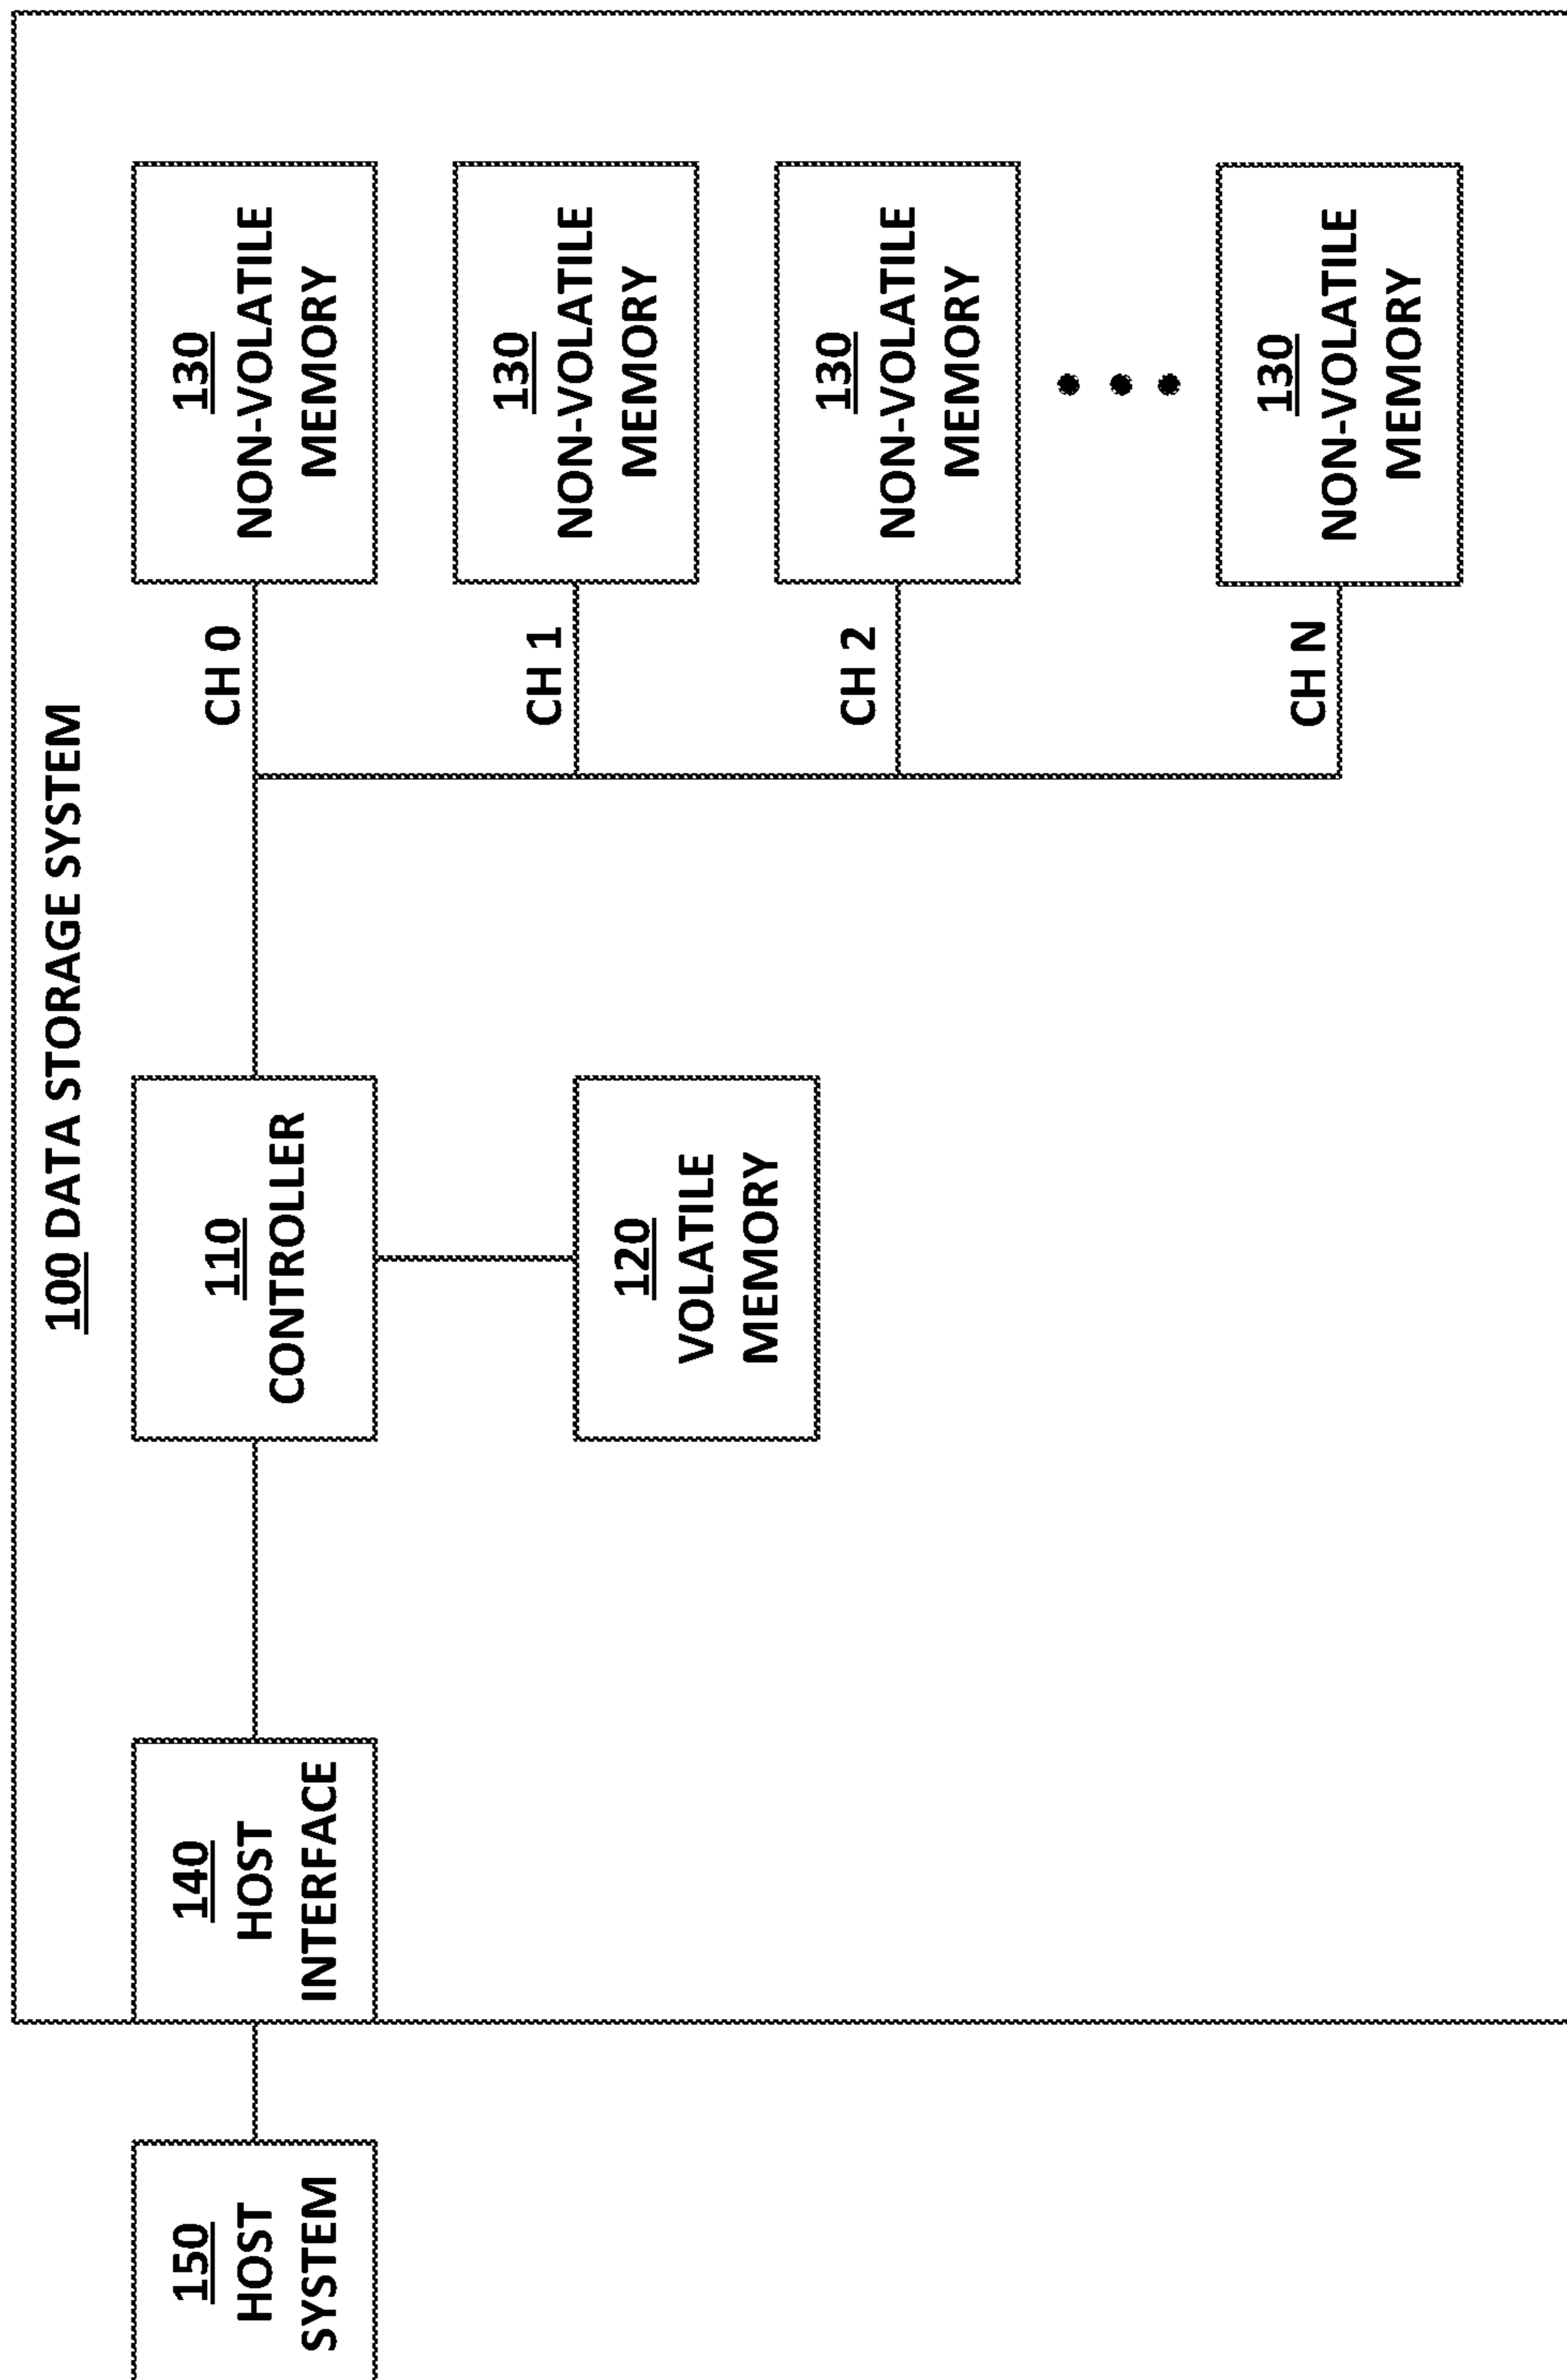 100 DATA STORAGE SYSTEM
150
HOST
SYSTEM
140
HOST
INTERFACE
110
CONTROLLER
120
VOLATILE
MEMORY
CH 0
130
NON-VOLATILE
MEMORY
CH 1
130
NON-VOLATILE
MEMORY
CH 2
130
NON-VOLATILE
MEMORY
CH N
130
NON-VOLATILE
MEMORY